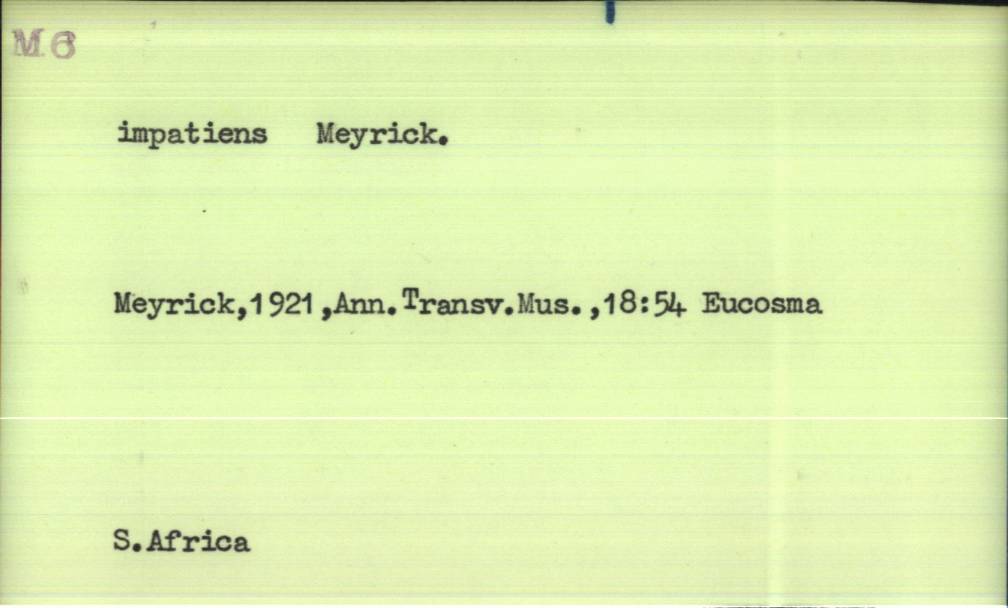 M6
impatiens Meyrick.
Meyrick,1921,Ann.Transv.Mus.,18:54 Eucosma
S.Africa